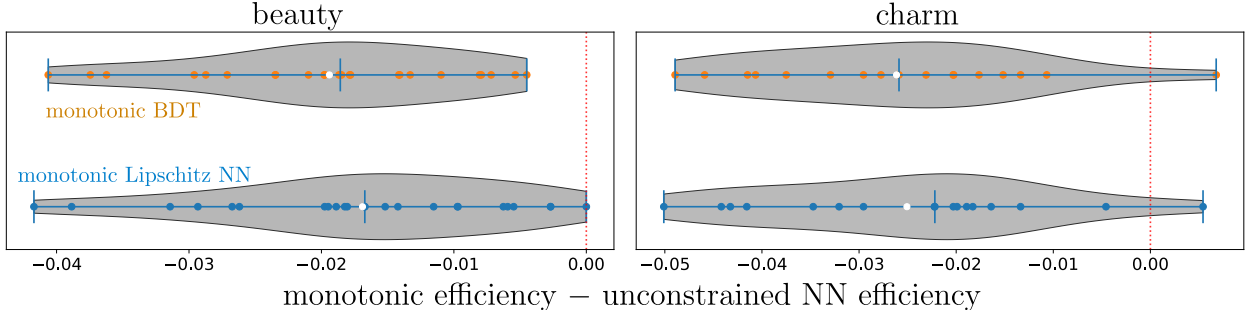 beauty
charm
monotonic BDT
monotonic Lipschitz NN
−0.04 −0.03 −0.02 −0.01 0.00
−0.05 −0.04 −0.03 −0.02 −0.01 0.00
monotonic efficiency − unconstrained NN efficiency